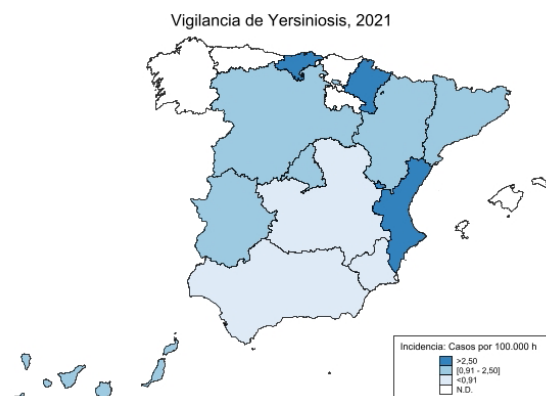 Vigilancia de Yersiniosis, 2021
Incidencia: Casos por 100.000 h
>2,50
[0,91 - 2,50]
<0,91
N.D.